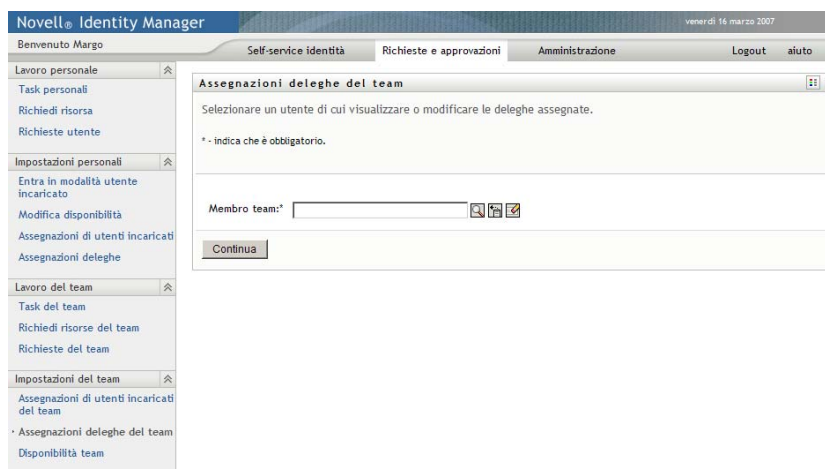 Novell® Identity Manager
venerdì 16 marzo 2007
Benvenuto Margo
Self-service identità
Richieste e approvazioni
Amministrazione
Logout
aiuto
Lavoro personale
Task personali
Richiedi risorsa
Richieste utente
Impostazioni personali
Entra in modalità utente
incaricato
Modifica disponibilità
Assegnazioni di utenti incaricati
Assegnazioni deleghe
Lavoro del team
Task del team
Richiedi risorse del team
Richieste del team
Impostazioni del team
Assegnazioni di utenti incaricati
del team
· Assegnazioni deleghe del team
Disponibilità team
Assegnazioni deleghe del team
Selezionare un utente di cui visualizzare o modificare le deleghe assegnate.
* - indica che è obbligatorio.
Membro team:*
Continua